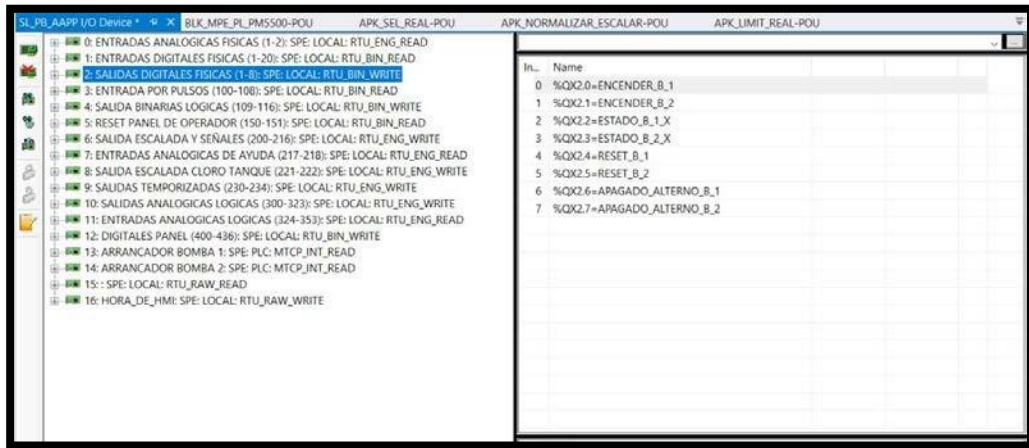 SL_PB_AAPP I/O Device * BLK_MPE_PL_PM5500-POU APK_SEL_REAL-POU APK_NORMALIZAR_ESCALAR-POU APK_LIMIT_REAL-POU
0: ENTRADAS ANALOGICAS FISICAS (1-2): SPE: LOCAL: RTU_ENG_READ
1: ENTRADAS DIGITALES FISICAS (1-20): SPE: LOCAL: RTU_BIN_READ
2: SALIDAS DIGITALES FISICAS (1-8): SPE: LOCAL: RTU_BIN_WRITE
3: ENTRADA POR PULSOS (100-108): SPE: LOCAL: RTU_BIN_READ
4: SALIDA BINARIAS LOGICAS (109-116): SPE: LOCAL: RTU_BIN_WRITE
5: RESET PANEL DE OPERADOR (150-151): SPE: LOCAL: RTU_BIN_READ
6: SALIDA ESCALADA Y SEÑALES (200-216): SPE: LOCAL: RTU_ENG_WRITE
7: ENTRADAS ANALOGICAS DE AYUDA (217-218): SPE: LOCAL: RTU_ENG_READ
8: SALIDA ESCALADA CLORO TANQUE (221-222): SPE: LOCAL: RTU_ENG_WRITE
9: SALIDAS TEMPORIZADAS (230-234): SPE: LOCAL: RTU_ENG_WRITE
10: SALIDAS ANALOGICAS LOGICAS (300-323): SPE: LOCAL: RTU_ENG_WRITE
11: ENTRADAS ANALOGICAS LOGICAS (324-353): SPE: LOCAL: RTU_ENG_READ
12: DIGITALES PANEL (400-436): SPE: LOCAL: RTU_BIN_WRITE
13: ARRANCADOR BOMBA 1: SPE: PLC: MTCP_INT_READ
14: ARRANCADOR BOMBA 2: SPE: PLC: MTCP_INT_READ
15: : SPE: LOCAL: RTU_RAW_READ
16: HORA_DE_HMI: SPE: LOCAL: RTU_RAW_WRITE
In... Name
0 %QX2.0=ENCENDER_B_1
1 %QX2.1=ENCENDER_B_2
2 %QX2.2=ESTADO_B_1_X
3 %QX2.3=ESTADO_B_2_X
4 %QX2.4=RESET_B_1
5 %QX2.5=RESET_B_2
6 %QX2.6=APAGADO_ALTERNO_B_1
7 %QX2.7=APAGADO_ALTERNO_B_2